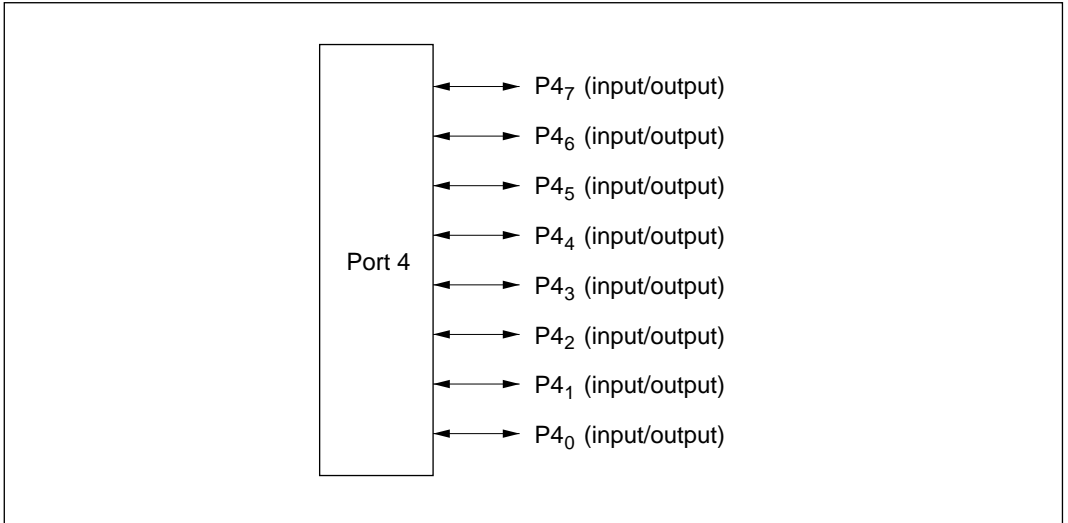 P4₇ (input/output)
P4₆ (input/output)
P4₅ (input/output)
P4₄ (input/output)
Port 4
P4₃ (input/output)
P4₂ (input/output)
P4₁ (input/output)
P4₀ (input/output)